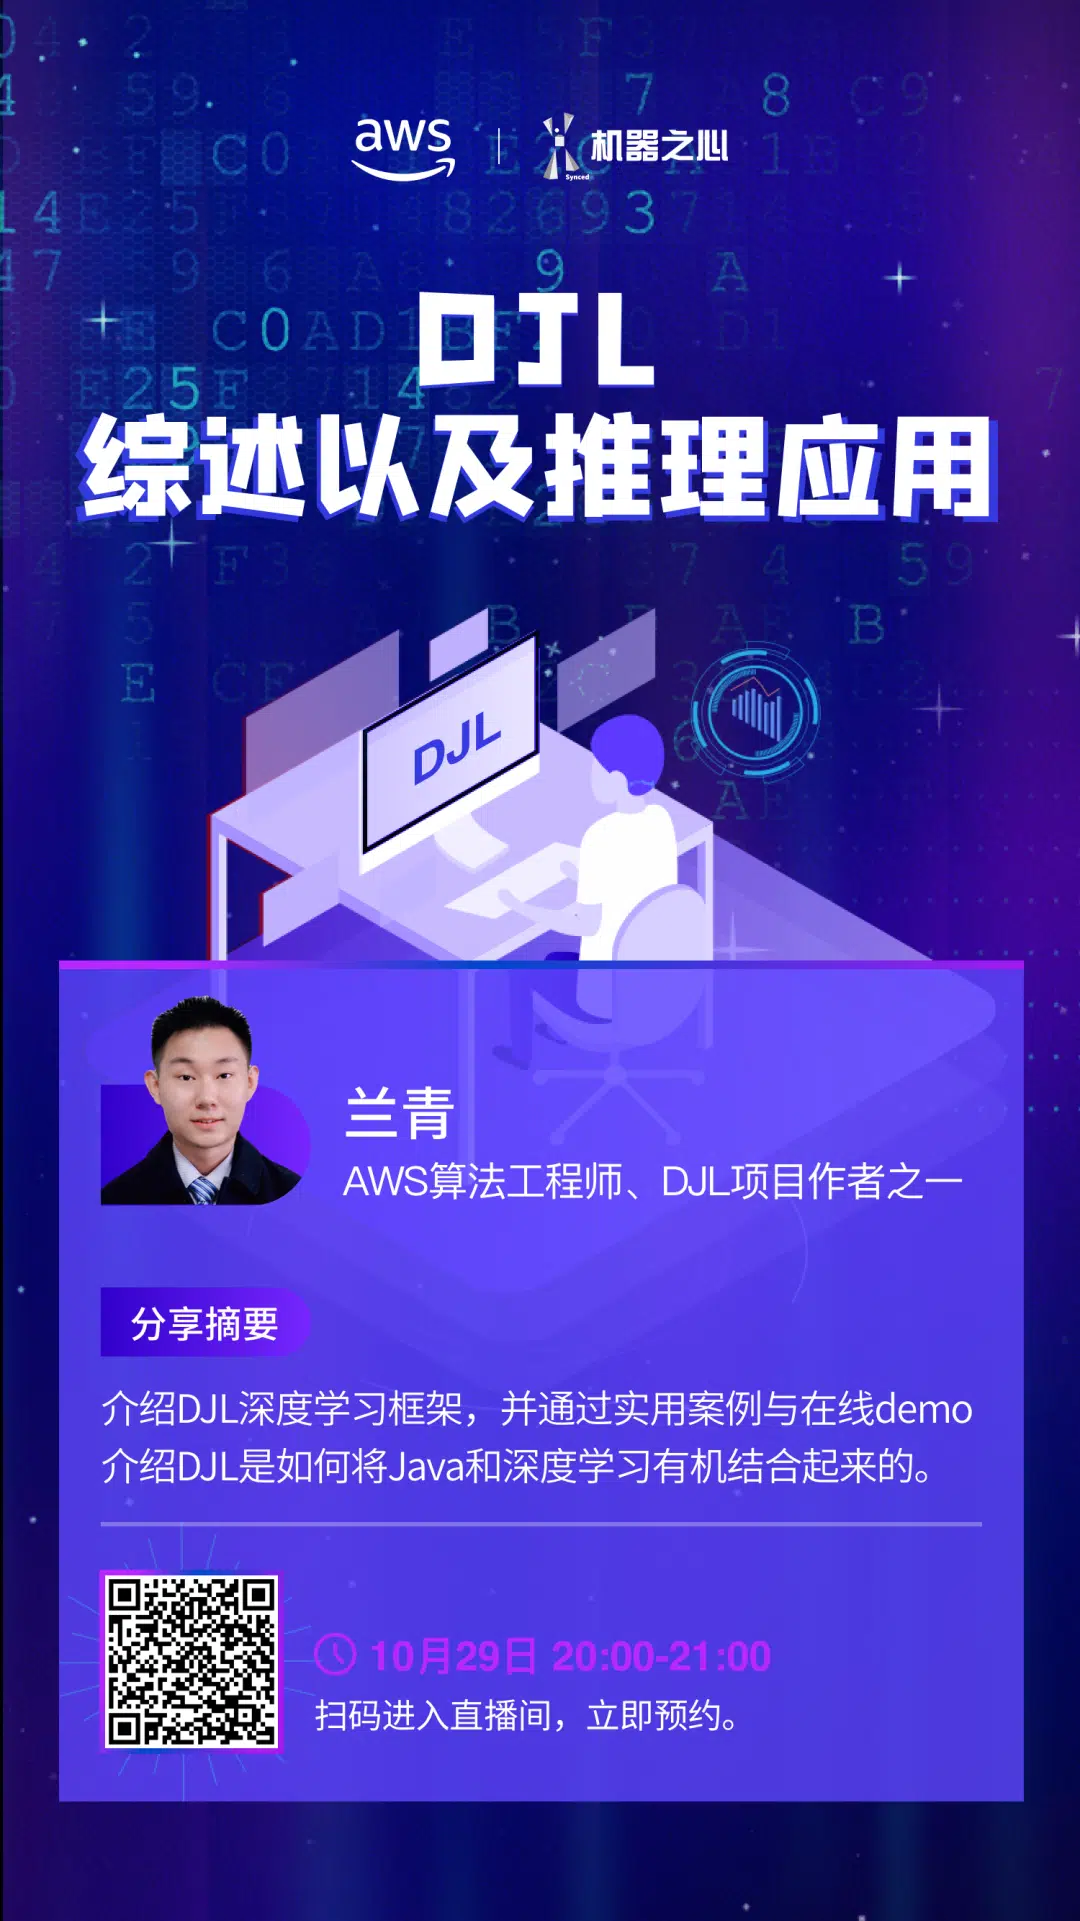 aws
机器之心
Synced
DJL
综述以及推理应用
DJL
兰青
AWS算法工程师、DJL项目作者之一
分享摘要
介绍DJL深度学习框架，并通过实用案例与在线demo
介绍DJL是如何将Java和深度学习有机结合起来的。
10月29日 20:00-21:00
扫码进入直播间，立即预约。